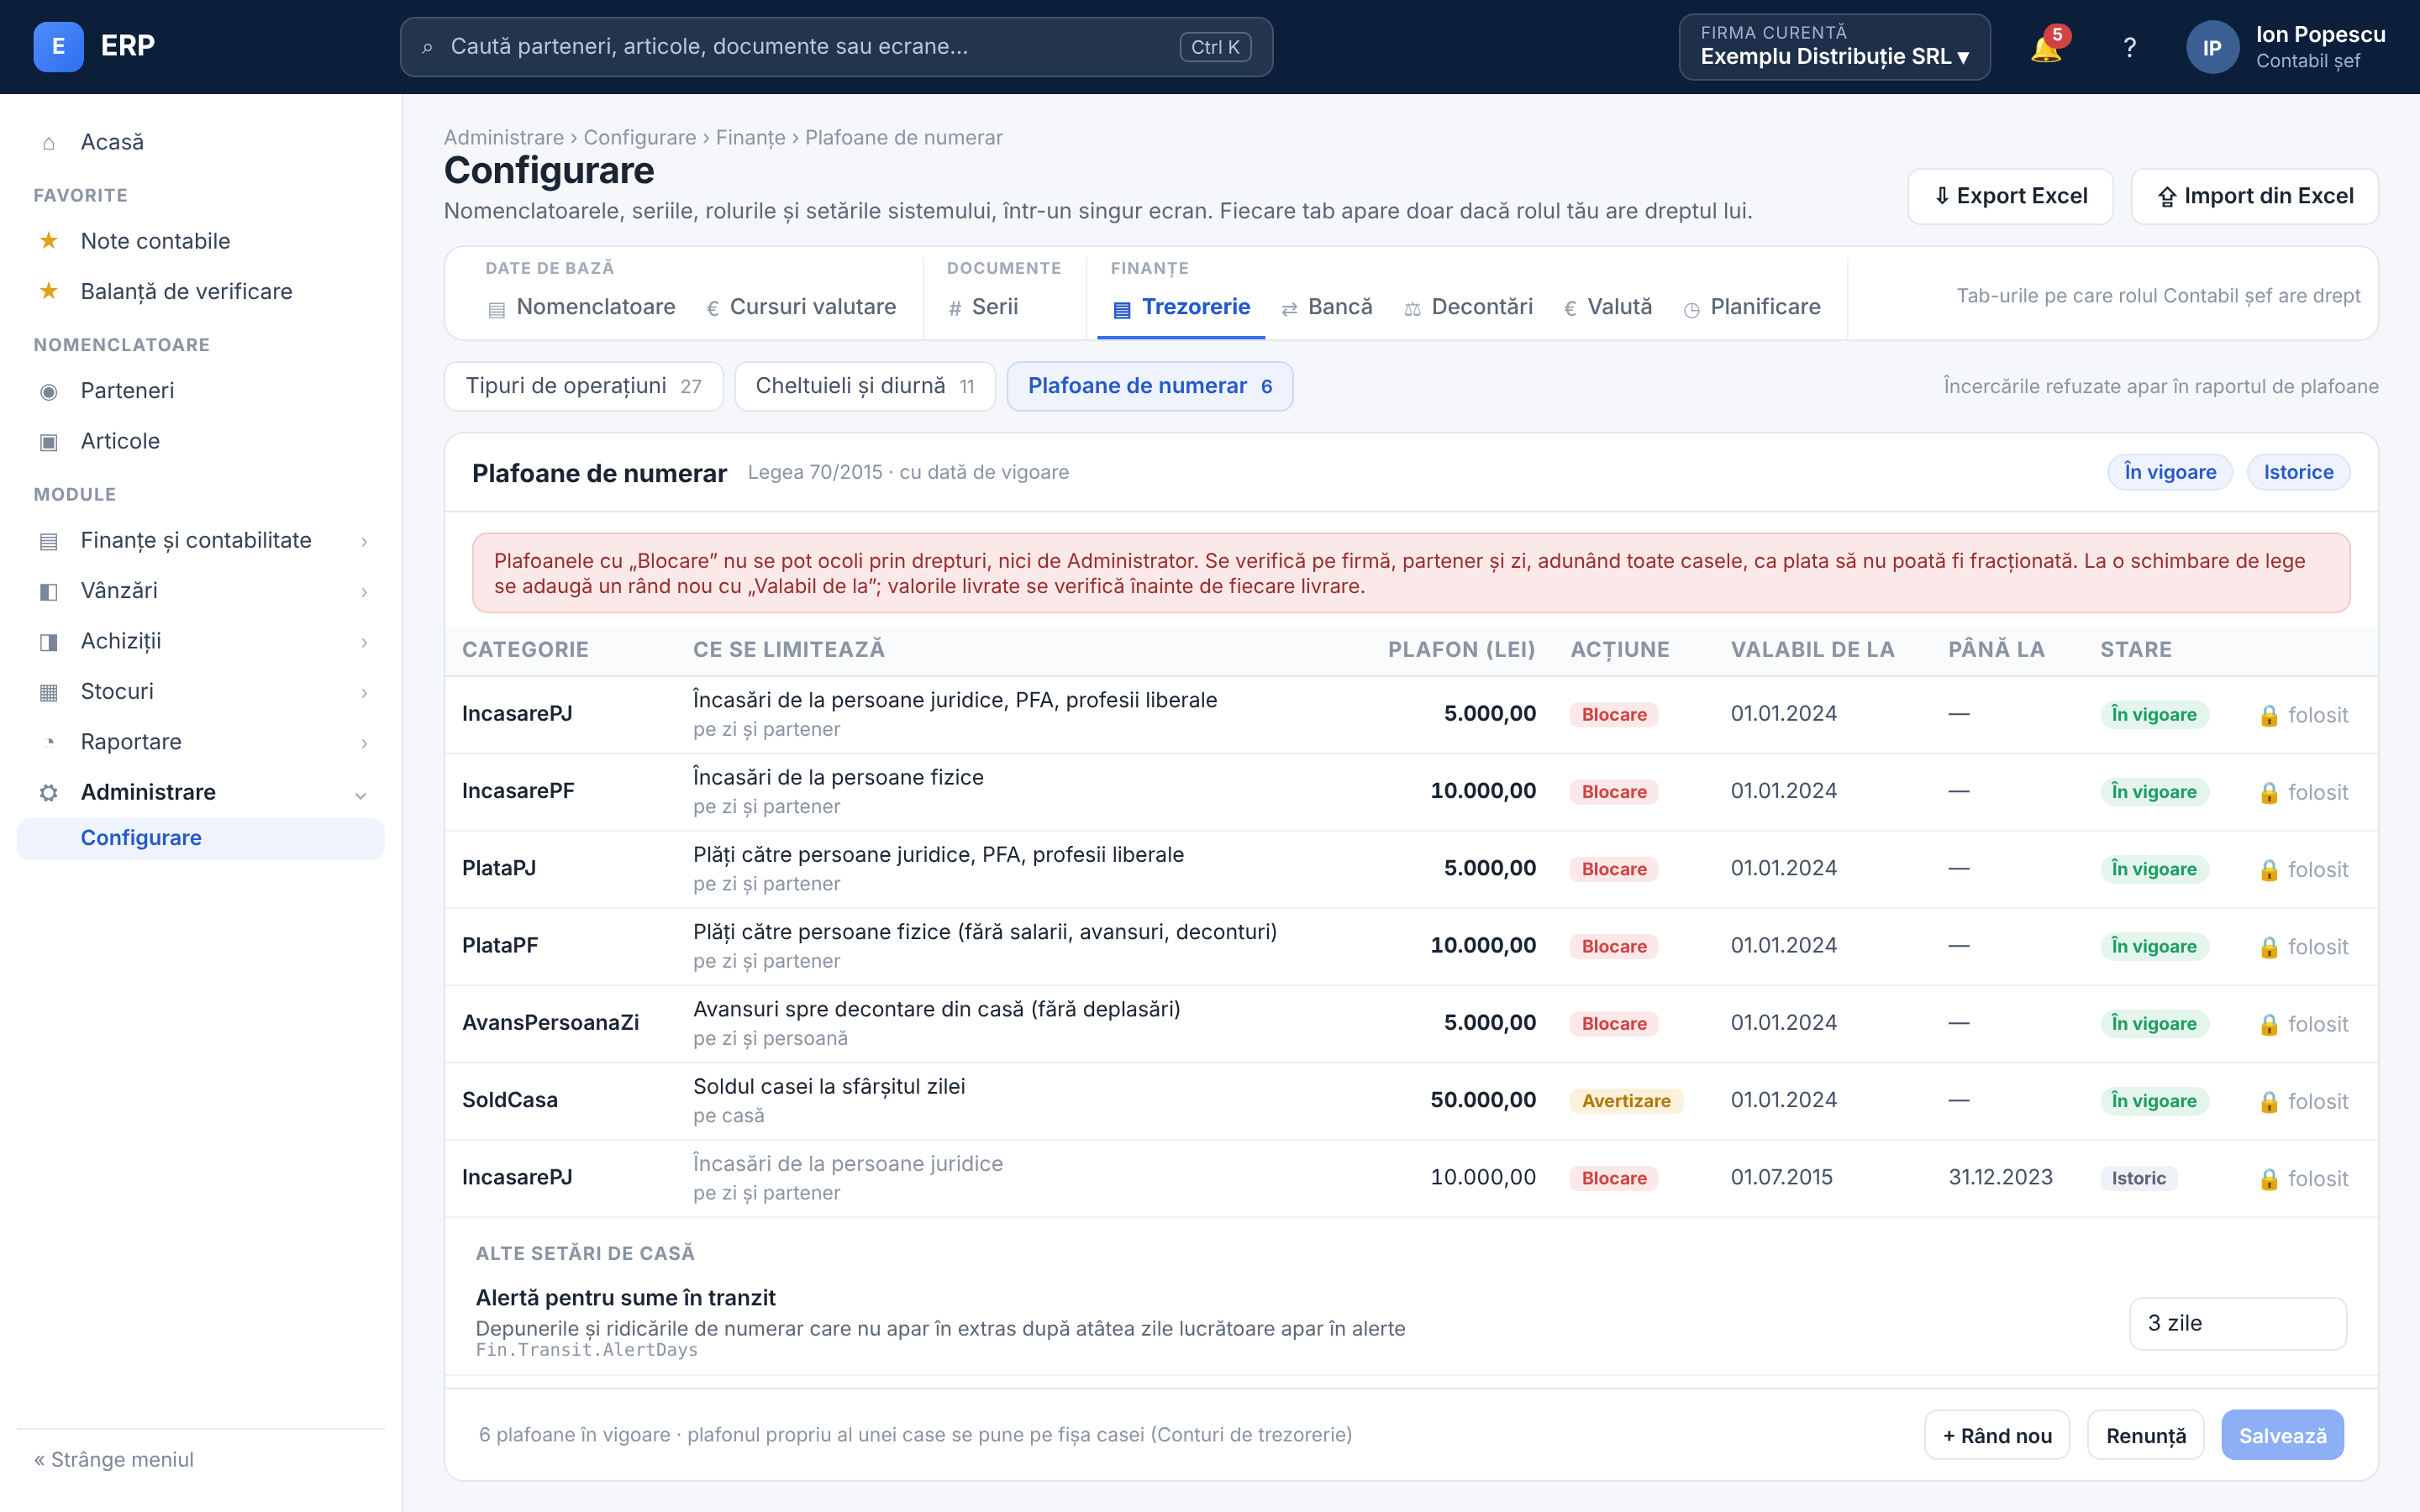 E ERP
Caută parteneri, articole, documente sau ecrane... Ctrl K
FIRMA CURENTĂ
Exemplu Distribuție SRL ▾
5
?
IP
Ion Popescu
Contabil șef
Acasă
FAVORITE
★ Note contabile
★ Balanță de verificare
NOMENCLATOARE
Parteneri
Articole
MODULE
Finanțe și contabilitate ›
Vânzări ›
Achiziții ›
Stocuri ›
Raportare ›
Administrare
Configurare
« Strânge meniul
Administrare › Configurare › Finanțe › Plafoane de numerar
Configurare
Nomenclatoarele, seriile, rolurile și setările sistemului, într-un singur ecran. Fiecare tab apare doar dacă rolul tău are dreptul lui.
⇩ Export Excel
⇪ Import din Excel
DATE DE BAZĂ
Nomenclatoare € Cursuri valutare
DOCUMENTE
# Serii
FINANȚE
Trezorerie ⇄ Bancă ⚖ Decontări € Valută ◷ Planificare
Tab-urile pe care rolul Contabil șef are drept
Tipuri de operațiuni 27
Cheltuieli și diurnă 11
Plafoane de numerar 6
Încercările refuzate apar în raportul de plafoane
Plafoane de numerar Legea 70/2015 · cu dată de vigoare
În vigoare Istorice
Plafoanele cu „Blocare” nu se pot ocoli prin drepturi, nici de Administrator. Se verifică pe firmă, partener și zi, adunând toate casele, ca plata să nu poată fi fracționată. La o schimbare de lege
se adaugă un rând nou cu „Valabil de la”; valorile livrate se verifică înainte de fiecare livrare.
CATEGORIE CE SE LIMITEAZĂ PLAFON (LEI) ACȚIUNE VALABIL DE LA PÂNĂ LA STARE
IncasarePJ Încasări de la persoane juridice, PFA, profesii liberale 5.000,00 Blocare 01.01.2024 — În vigoare 🔒 folosit
pe zi și partener
IncasarePF Încasări de la persoane fizice 10.000,00 Blocare 01.01.2024 — În vigoare 🔒 folosit
pe zi și partener
PlataPJ Plăți către persoane juridice, PFA, profesii liberale 5.000,00 Blocare 01.01.2024 — În vigoare 🔒 folosit
pe zi și partener
PlataPF Plăți către persoane fizice (fără salarii, avansuri, deconturi) 10.000,00 Blocare 01.01.2024 — În vigoare 🔒 folosit
pe zi și partener
AvansPersoanaZi Avansuri spre decontare din casă (fără deplasări) 5.000,00 Blocare 01.01.2024 — În vigoare 🔒 folosit
pe zi și persoană
SoldCasa Soldul casei la sfârșitul zilei 50.000,00 Avertizare 01.01.2024 — În vigoare 🔒 folosit
pe casă
IncasarePJ Încasări de la persoane juridice 10.000,00 Blocare 01.07.2015 31.12.2023 Istoric 🔒 folosit
pe zi și partener
ALTE SETĂRI DE CASĂ
Alertă pentru sume în tranzit
Depunerile și ridicările de numerar care nu apar în extras după atâtea zile lucrătoare apar în alerte
Fin.Transit.AlertDays
3 zile
6 plafoane în vigoare · plafonul propriu al unei case se pune pe fișa casei (Conturi de trezorerie)
+ Rând nou
Renunță
Salvează